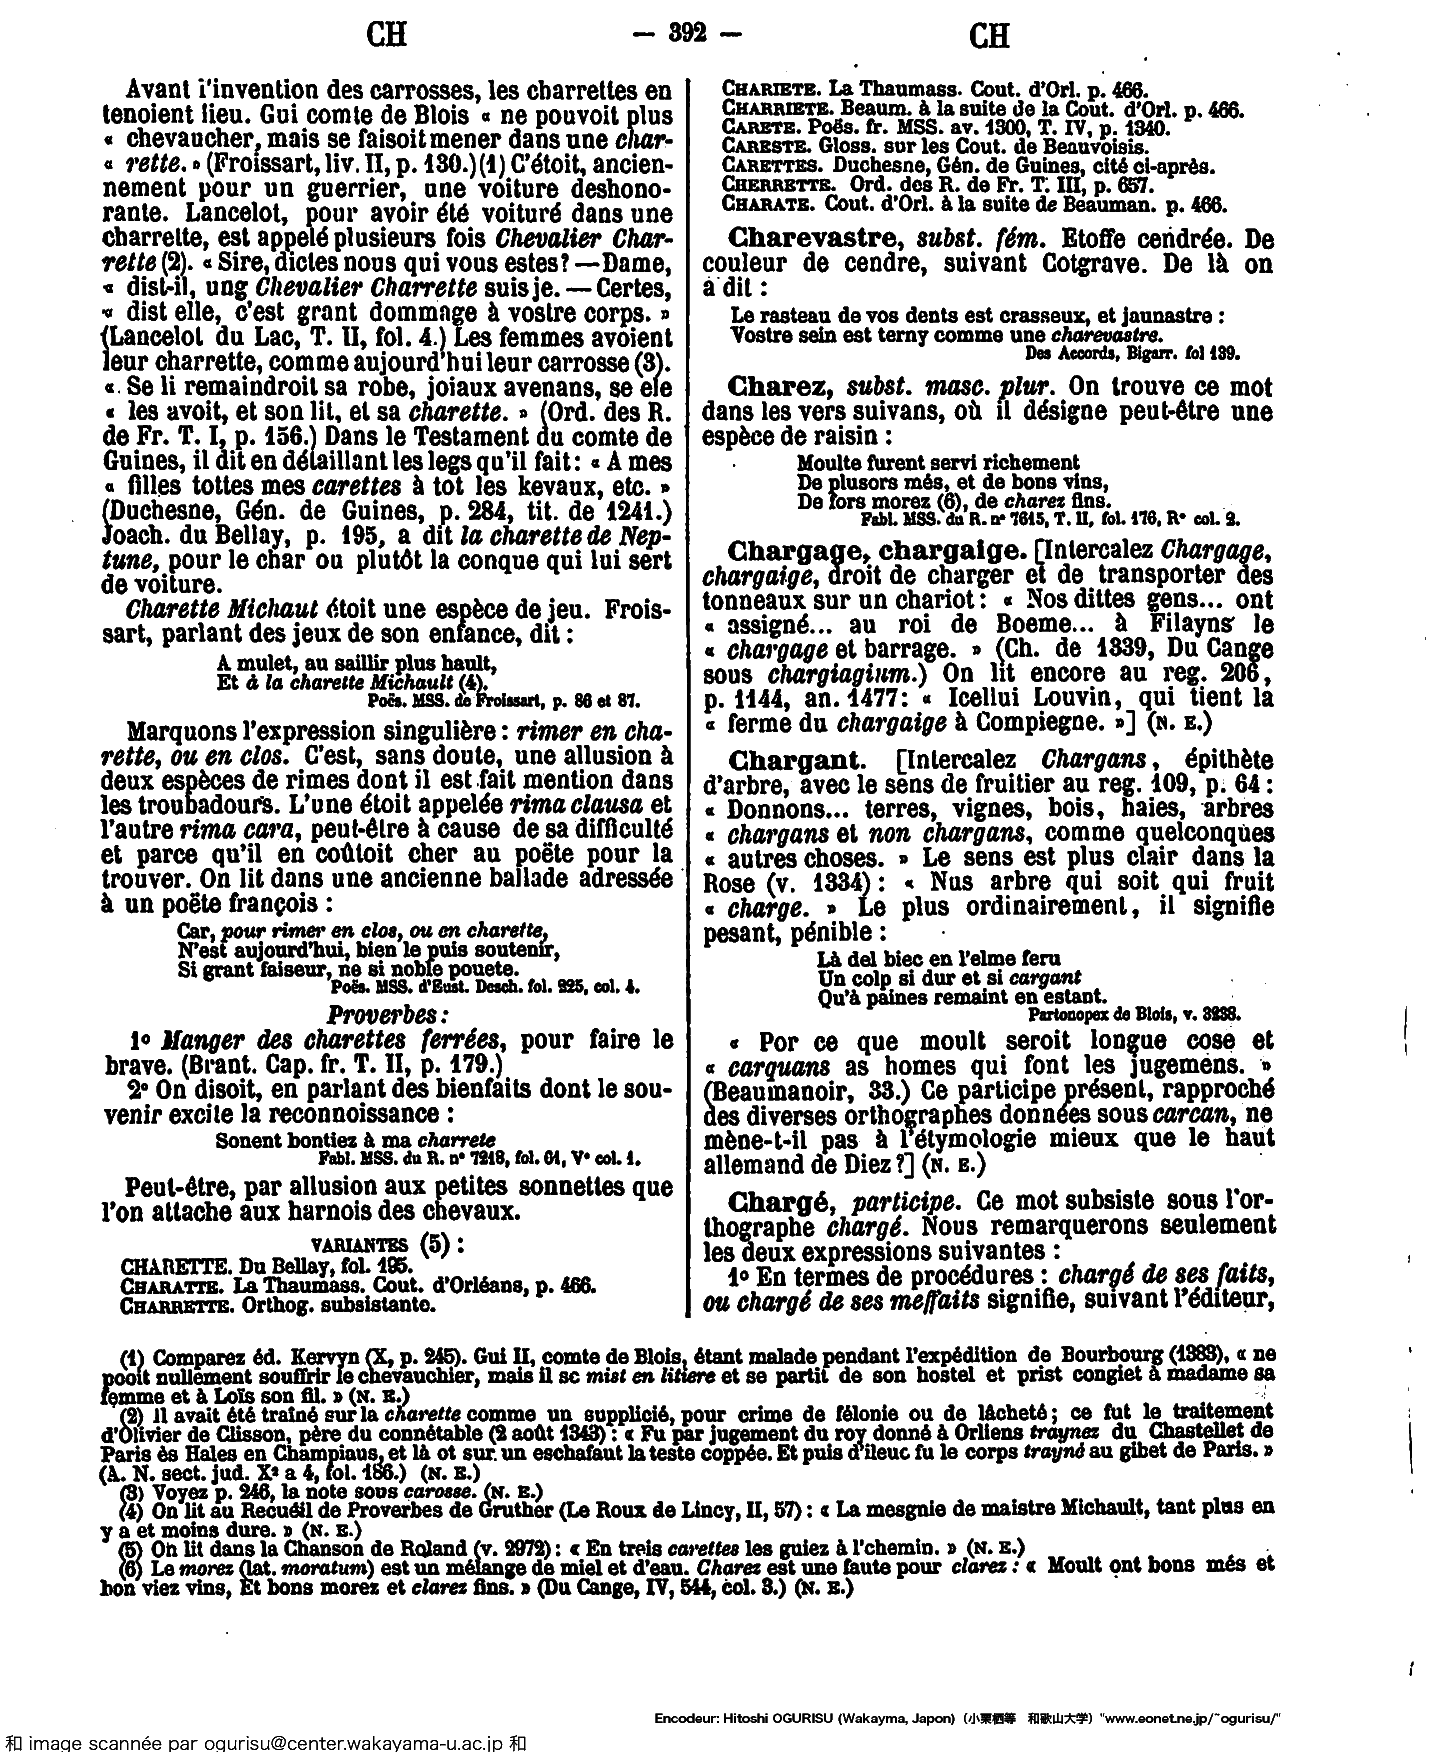 CH
— 392 —
CH
Avant l'invention des carrosses, les charrettes en
tenoient lieu. Gui comte de Blois « ne pouvoit plus
« chevaucher, mais se faisoit mener dans une char-
« rette. » (Froissart, liv. II, p. 130.) (1) C'étoit, ancien-
nement pour un guerrier, une voiture deshono-
rante. Lancelot, pour avoir été voituré dans une
charrette, est appelé plusieurs fois Chevalier Char-
rette (2). « Sire, dictes nous qui vous estes? — Dame,
« dist-il, ung Chevalier Charrette suis je. — Certes,
« dist elle, c'est grant dommage à vostre corps. »
(Lancelot du Lac, T. II, fol. 4.) Les femmes avoient
leur charrette, comme aujourd'hui leur carrosse (3).
« Se li remaindroit sa robe, joiaux avenans, se ele
« les avoit, et son lit, et sa charette. » (Ord. des R.
de Fr. T. I, p. 156.) Dans le Testament du comte de
Guines, il dit en détaillant les legs qu'il fait : « A mes
« filles tottes mes carettes à tot les kevaux, etc. »
(Duchesne, Gén. de Guines, p. 284, tit. de 1241.)
Joach. du Bellay, p. 195, a dit la charette de Nep-
tune, pour le char ou plutôt la conque qui lui sert
de voiture.
Charette Michaut étoit une espèce de jeu. Frois-
sart, parlant des jeux de son enfance, dit :
A mulet, au saillir plus hault,
Et à la charette Michault (4).
Poës. MSS. de Froissart, p. 86 et 87.
Marquons l'expression singulière : rimer en cha-
rette, ou en clos. C'est, sans doute, une allusion à
deux espèces de rimes dont il est fait mention dans
les troubadours. L'une étoit appelée rima clausa et
l'autre rima cara, peut-être à cause de sa difficulté
et parce qu'il en coûtoit cher au poëte pour la
trouver. On lit dans une ancienne ballade adressée
à un poëte françois :
Car, pour rimer en clos, ou en charette,
N'est aujourd'hui, bien le puis soutenir,
Si grant faiseur, ne si noble pouete.
Poës. MSS. d'Eust. Desch. fol. 225, col. 4.
Proverbes :
1º Manger des charettes ferrées, pour faire le
brave. (Brant. Cap. fr. T. II, p. 179.)
2º On disoit, en parlant des bienfaits dont le sou-
venir excite la reconnoissance :
Sonent bontiez à ma charrete
Fabl. MSS. du R. nº 7218, fol. 61, Vº col. 1.
Peut-être, par allusion aux petites sonnettes que
l'on attache aux harnois des chevaux.
VARIANTES (5) :
CHARETTE. Du Bellay, fol. 195.
CHARATTE. La Thaumass. Cout. d'Orléans, p. 466.
CHARRETTE. Orthog. subsistante.
CHARIETE. La Thaumass. Cout. d'Orl. p. 466.
CHARRIETE. Beaum. à la suite de la Cout. d'Orl. p. 466.
CARETE. Poës. fr. MSS. av. 1300, T. IV, p. 1340.
CARESTE. Gloss. sur les Cout. de Beauvoisis.
CARETTES. Duchesne, Gén. de Guines, cité ci-après.
CHERRETTE. Ord. des R. de Fr. T. III, p. 657.
CHARATE. Cout. d'Orl. à la suite de Beauman. p. 466.
Charevastre, subst. fém. Etoffe cendrée. De
couleur de cendre, suivant Cotgrave. De là on
a dit :
Le rasteau de vos dents est crasseux, et jaunastre :
Vostre sein est terny comme une charevastre.
Des Accords, Bigarr. fol 139.
Charez, subst. masc. plur. On trouve ce mot
dans les vers suivans, où il désigne peut-être une
espèce de raisin :
Moulte furent servi richement
De plusors més, et de bons vins,
De fors morez (6), de charez fins.
Fabl. MSS. du R. nº 7615, T. II, fol. 176, Rº col. 2.
Chargage, chargaige. [Intercalez Chargage,
chargaige, droit de charger et de transporter des
tonneaux sur un chariot : « Nos dittes gens... ont
« assigné... au roi de Boeme... à Filayns le
« chargage et barrage. » (Ch. de 1339, Du Cange
sous chargiagium.) On lit encore au reg. 206,
p. 1144, an. 1477 : « Icellui Louvin, qui tient la
« ferme du chargaige à Compiegne. »] (N. E.)
Chargant. [Intercalez Chargans, épithète
d'arbre, avec le sens de fruitier au reg. 109, p. 64 :
« Donnons... terres, vignes, bois, haies, arbres
« chargans et non chargans, comme quelconques
« autres choses. » Le sens est plus clair dans la
Rose (v. 1334) : « Nus arbre qui soit qui fruit
« charge. » Le plus ordinairement, il signifie
pesant, pénible :
Là del biec en l'elme feru
Un colp si dur et si cargant
Qu'à paines remaint en estant.
Partonopex de Blois, v. 3238.
« Por ce que moult seroit longue cose et
« carquans as homes qui font les jugemens. »
(Beaumanoir, 33.) Ce participe présent, rapproché
des diverses orthographes données sous carcan, ne
mène-t-il pas à l'étymologie mieux que le haut
allemand de Diez ?] (N. E.)
Chargé, participe. Ce mot subsiste sous l'or-
thographe chargé. Nous remarquerons seulement
les deux expressions suivantes :
1º En termes de procédures : chargé de ses faits,
ou chargé de ses meffaits signifie, suivant l'éditeur,
(1) Comparez éd. Kervyn (X, p. 245). Gui II, comte de Blois, étant malade pendant l'expédition de Bourbourg (1383), « ne
pooit nullement souffrir le chevauchier, mais il se mist en litiere et se partit de son hostel et prist congiet à madame sa
femme et à Loïs son fil. » (N. E.)
(2) Il avait été traîné sur la charette comme un supplicié, pour crime de félonie ou de lâcheté ; ce fut le traitement
d'Olivier de Clisson, père du connétable (2 août 1343) : « Fu par jugement du roy donné à Orliens traynez du Chastellet de
Paris ès Hales en Champiaus, et là ot sur un eschafaut la teste coppée. Et puis d'ileuc fu le corps trayné au gibet de Paris. »
(A. N. sect. jud. Xª a 4, fol. 186.) (N. E.)
(3) Voyez p. 246, la note sous carosse. (N. E.)
(4) On lit au Recueil de Proverbes de Gruther (Le Roux de Lincy, II, 57) : « La mesgnie de maistre Michault, tant plus en
y a et moins dure. » (N. E.)
(5) On lit dans la Chanson de Roland (v. 2972) : « En treis carettes les guiez à l'chemin. » (N. E.)
(6) Le morez (lat. moratum) est un mélange de miel et d'eau. Charez est une faute pour clarez : « Moult ont bons més et
bon viez vins, Et bons morez et clarez fins. » (Du Cange, IV, 544, col. 3.) (N. E.)
Encodeur: Hitoshi OGURISU (Wakayma, Japon) (小栗栖等 和歌山大学) "www.eonet.ne.jp/~ogurisu/"
和 image scannée par ogurisu@center.wakayama-u.ac.jp 和